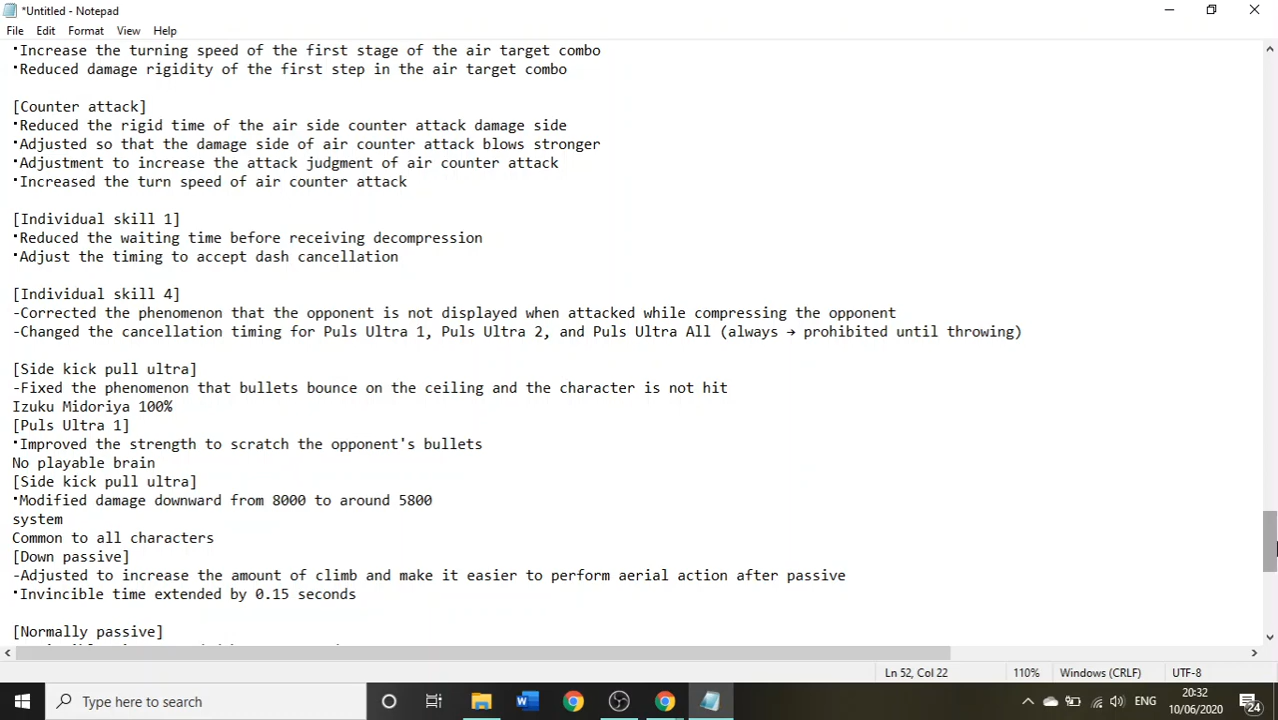 *Untitled - Notepad
File Edit Format View Help
･Increase the turning speed of the first stage of the air target combo
･Reduced damage rigidity of the first step in the air target combo
[Counter attack]
･Reduced the rigid time of the air side counter attack damage side
･Adjusted so that the damage side of air counter attack blows stronger
･Adjustment to increase the attack judgment of air counter attack
･Increased the turn speed of air counter attack
[Individual skill 1]
･Reduced the waiting time before receiving decompression
･Adjust the timing to accept dash cancellation
[Individual skill 4]
-Corrected the phenomenon that the opponent is not displayed when attacked while compressing the opponent
-Changed the cancellation timing for Puls Ultra 1, Puls Ultra 2, and Puls Ultra All (always → prohibited until throwing)
[Side kick pull ultra]
-Fixed the phenomenon that bullets bounce on the ceiling and the character is not hit
Izuku Midoriya 100%
[Puls Ultra 1]
･Improved the strength to scratch the opponent's bullets
No playable brain
[Side kick pull ultra]
･Modified damage downward from 8000 to around 5800
system
Common to all characters
[Down passive]
-Adjusted to increase the amount of climb and make it easier to perform aerial action after passive
･Invincible time extended by 0.15 seconds
[Normally passive]
Ln 52, Col 22 110% Windows (CRLF) UTF-8
Type here to search
ENG
20:32
10/06/2020
24